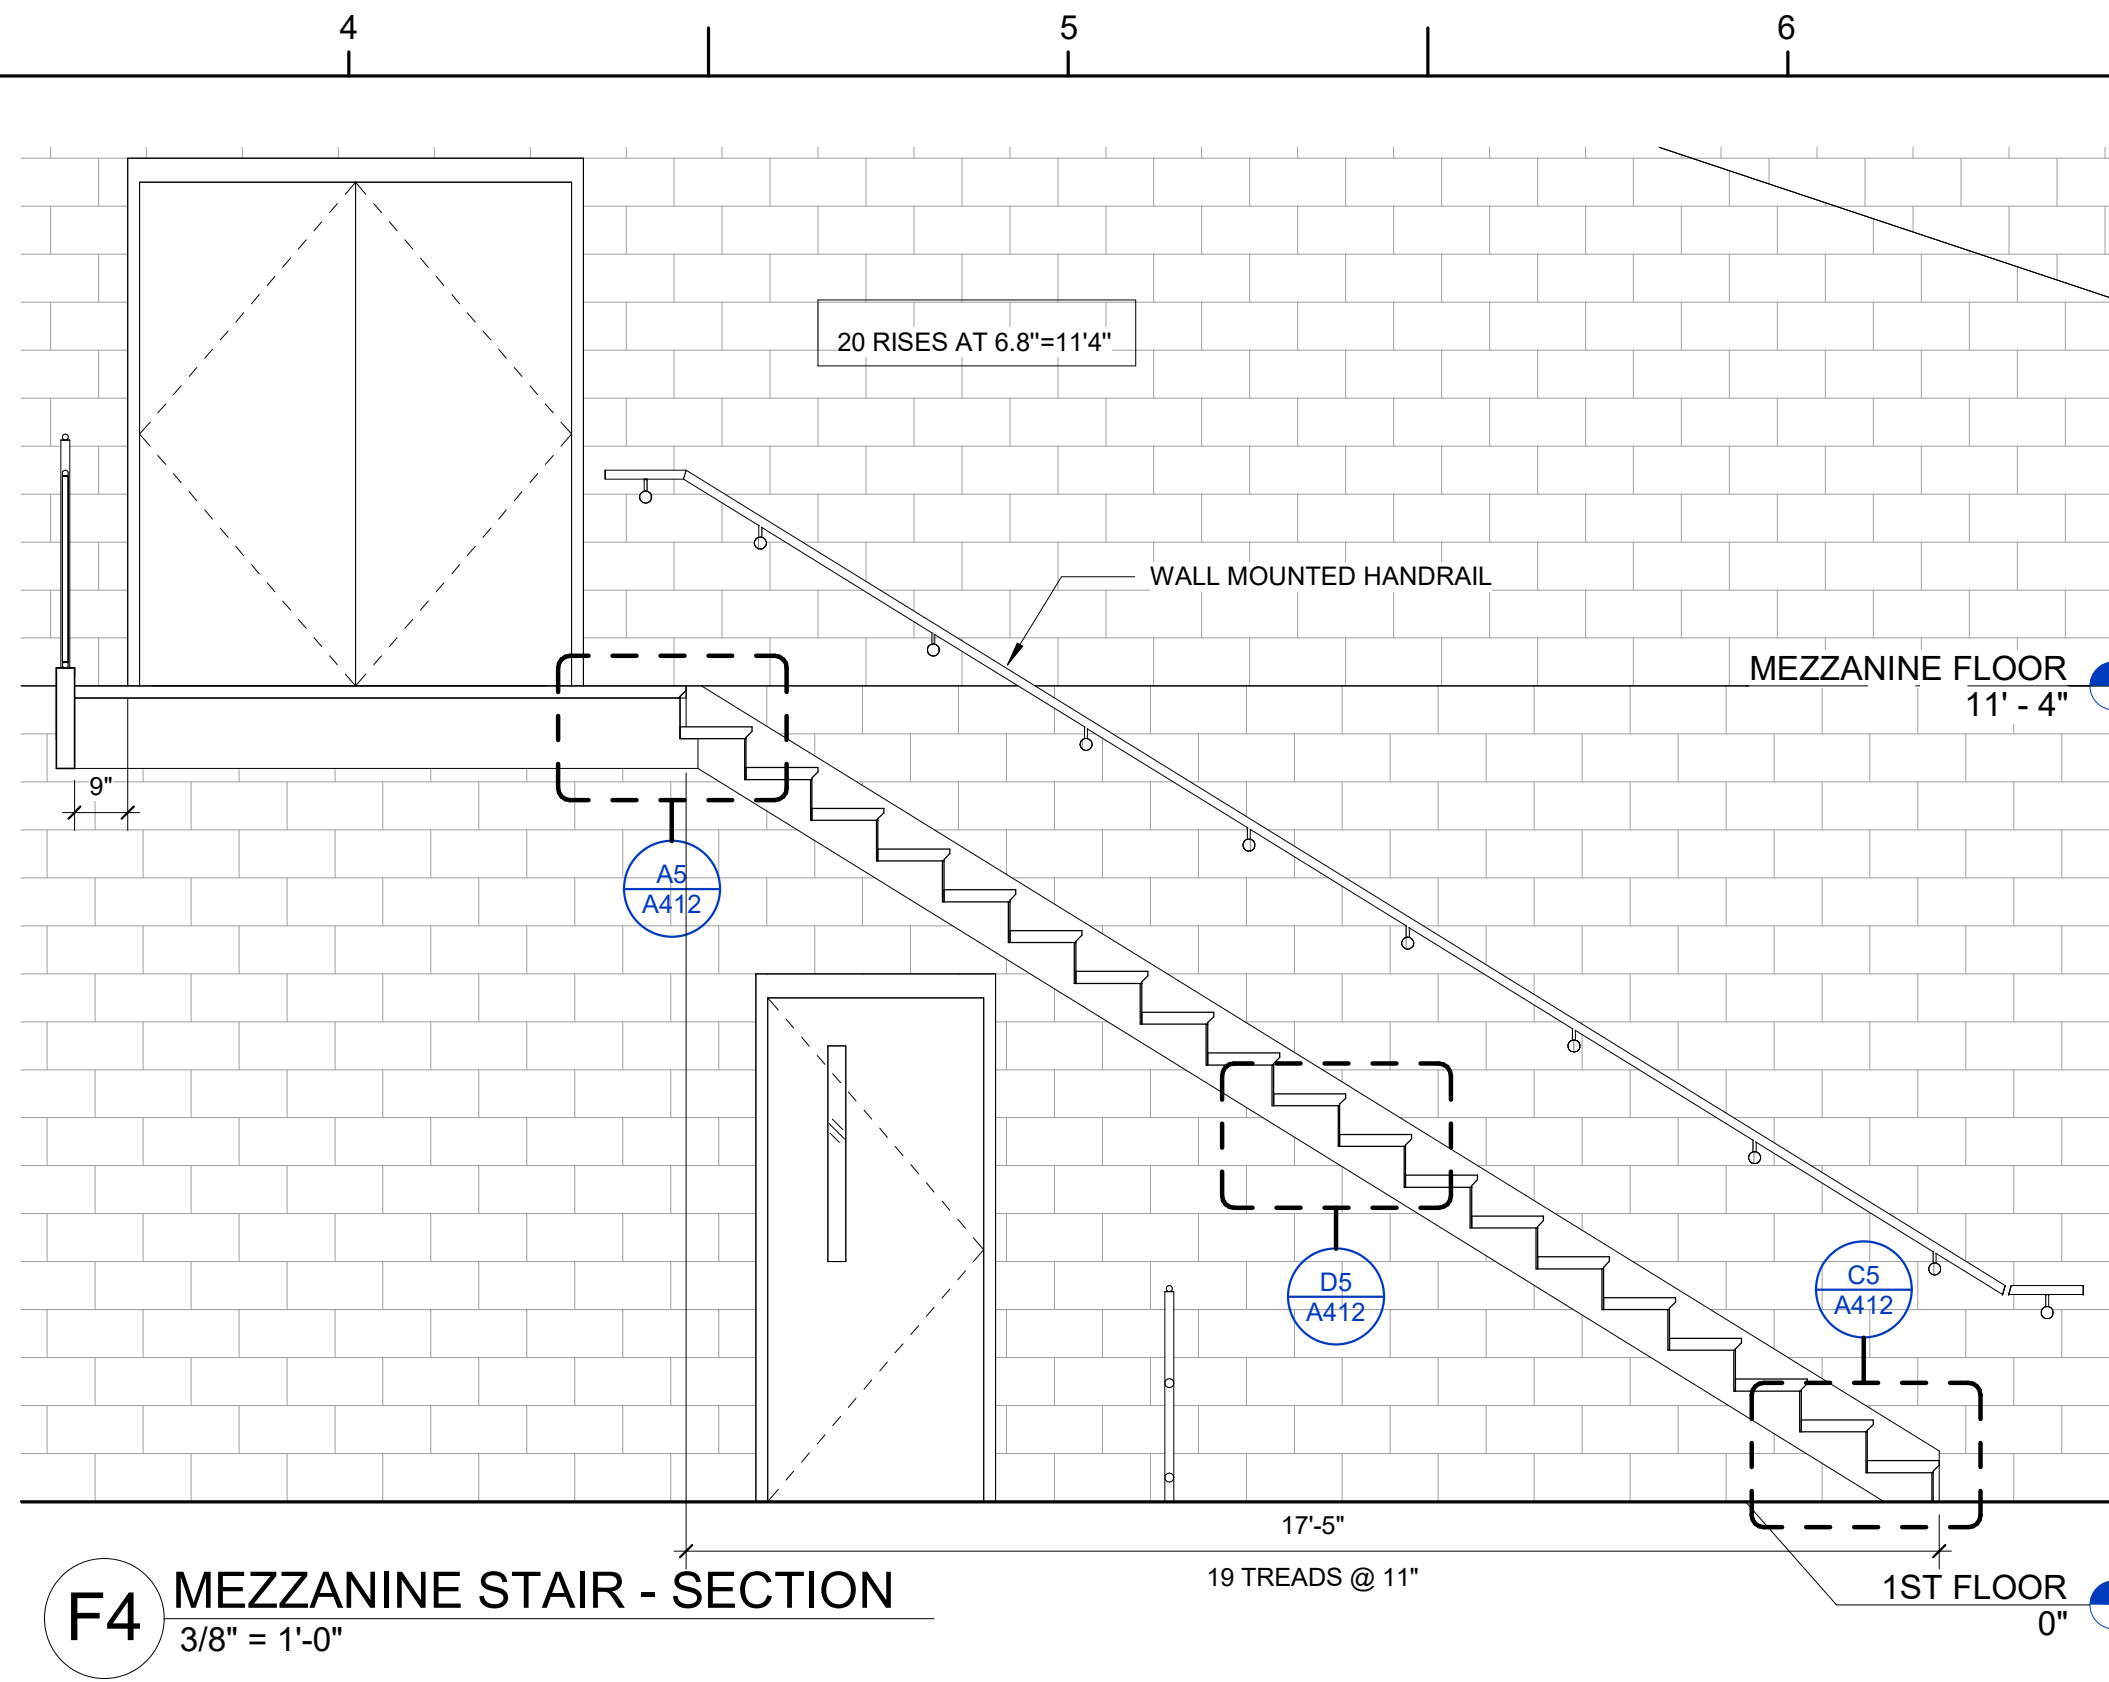 4
5
6
20 RISES AT 6.8"=11'4"
WALL MOUNTED HANDRAIL
MEZZANINE FLOOR
11' - 4"
9"
A5
A412
D5
A412
C5
A412
17'-5"
19 TREADS @ 11"
1ST FLOOR
0"
F4
MEZZANINE STAIR - SECTION
3/8" = 1'-0"